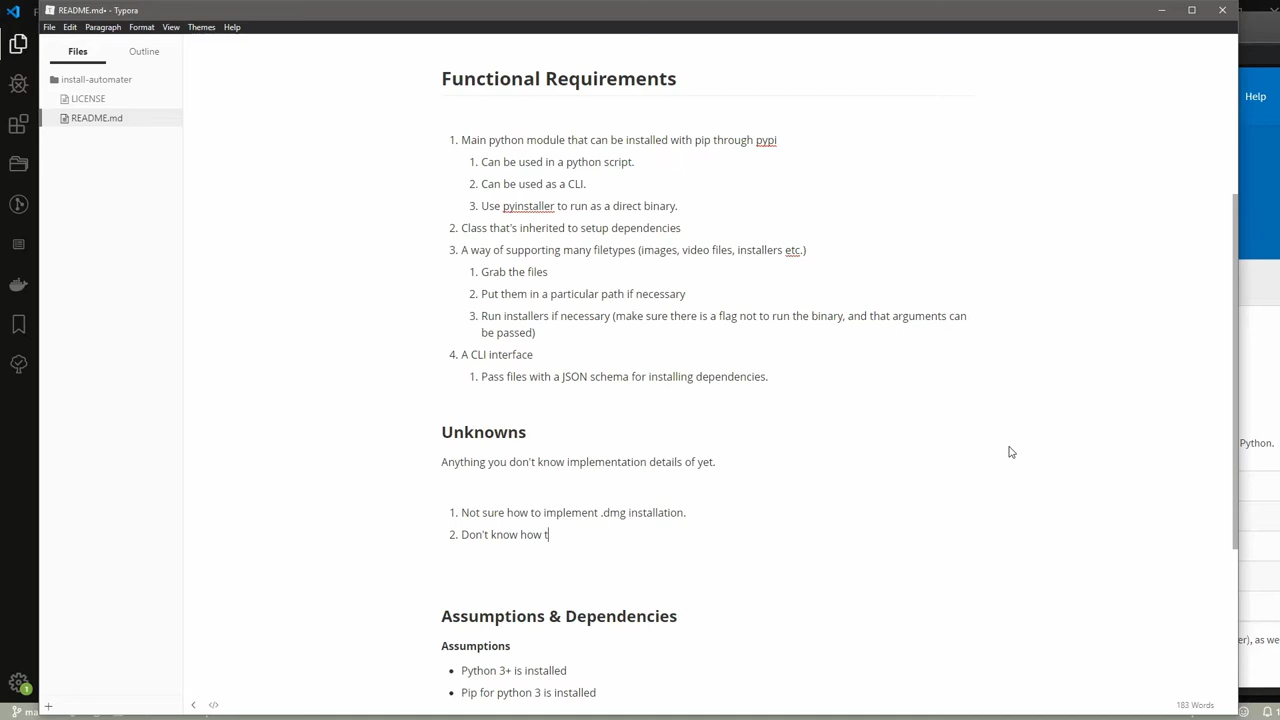 README.md• - Typora
File Edit Paragraph Format View Themes Help
Files Outline
install-automater
LICENSE
README.md
Functional Requirements
1. Main python module that can be installed with pip through pypi
1. Can be used in a python script.
2. Can be used as a CLI.
3. Use pyinstaller to run as a direct binary.
2. Class that's inherited to setup dependencies
3. A way of supporting many filetypes (images, video files, installers etc.)
1. Grab the files
2. Put them in a particular path if necessary
3. Run installers if necessary (make sure there is a flag not to run the binary, and that arguments can
be passed)
4. A CLI interface
1. Pass files with a JSON schema for installing dependencies.
Unknowns
Anything you don't know implementation details of yet.
1. Not sure how to implement .dmg installation.
2. Don't know how t
Assumptions & Dependencies
Assumptions
• Python 3+ is installed
• Pip for python 3 is installed
183 Words
Help
Python.
er), as we
1
ma